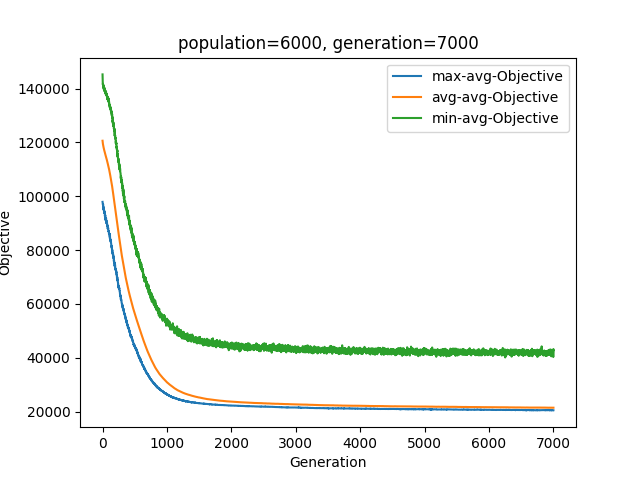 population=6000, generation=7000
max-avg-Objective
avg-avg-Objective
min-avg-Objective
140000
120000
100000
80000
60000
40000
20000
Objective
0 1000 2000 3000 4000 5000 6000 7000
Generation